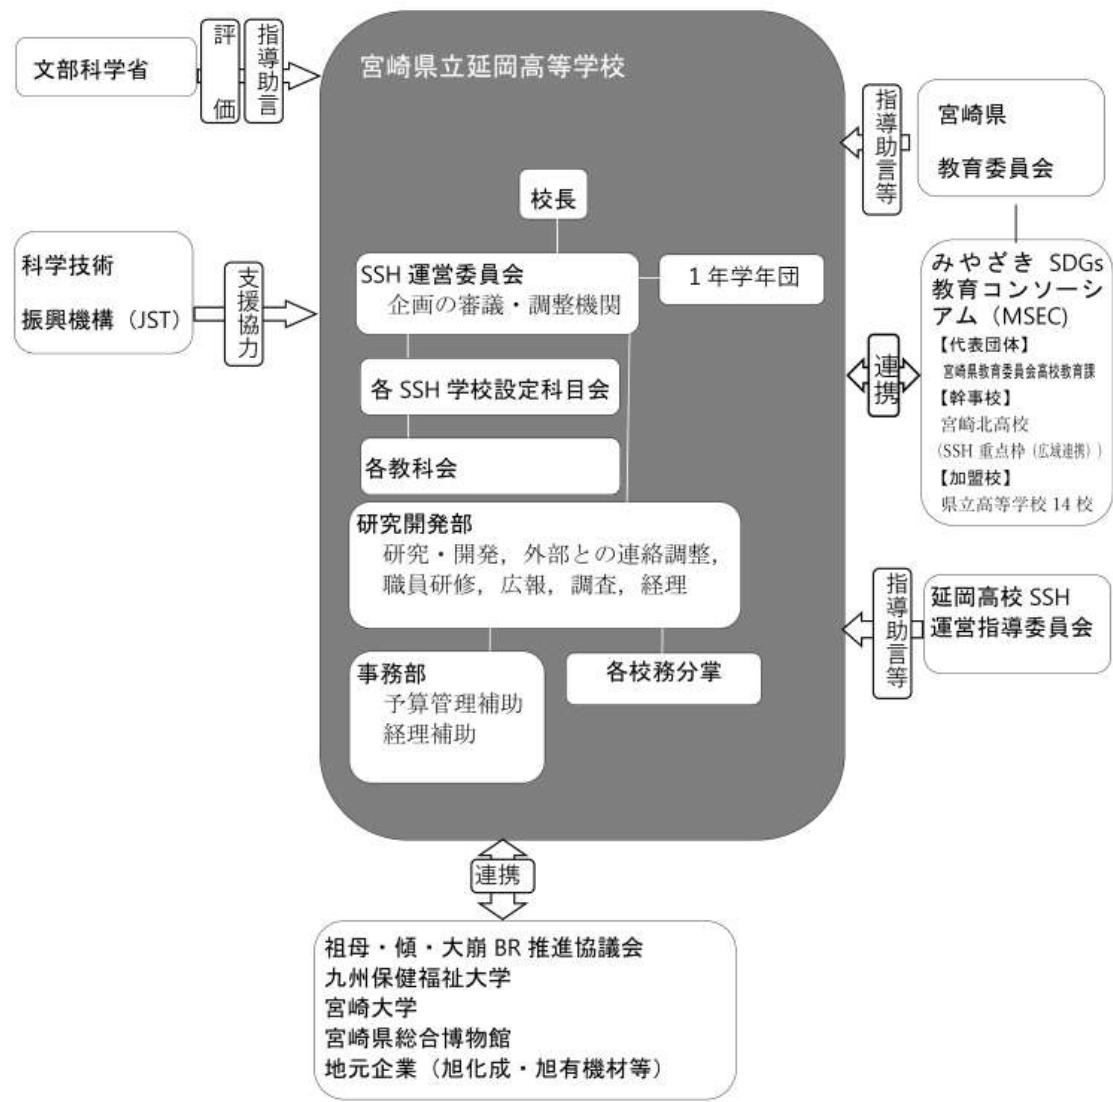 文部科学省
評価
指導助言
宮崎県立延岡高等学校
指導助言等
宮崎県
教育委員会
校長
科学技術
振興機構（JST）
支援協力
SSH 運営委員会
企画の審議・調整機関
１年学年団
みやざき SDGs
教育コンソーシ
アム（MSEC)
【代表団体】
宮崎県教育委員会高校教育課
【幹事校】
宮崎北高校
（SSH 重点枠（広域連携））
【加盟校】
県立高等学校 14 校
連携
各 SSH 学校設定科目会
各教科会
研究開発部
研究・開発，外部との連絡調整，
職員研修，広報，調査，経理
指導助言等
延岡高校 SSH
運営指導委員会
事務部
予算管理補助
経理補助
各校務分掌
連携
祖母・傾・大崩 BR 推進協議会
九州保健福祉大学
宮崎大学
宮崎県総合博物館
地元企業（旭化成・旭有機材等）